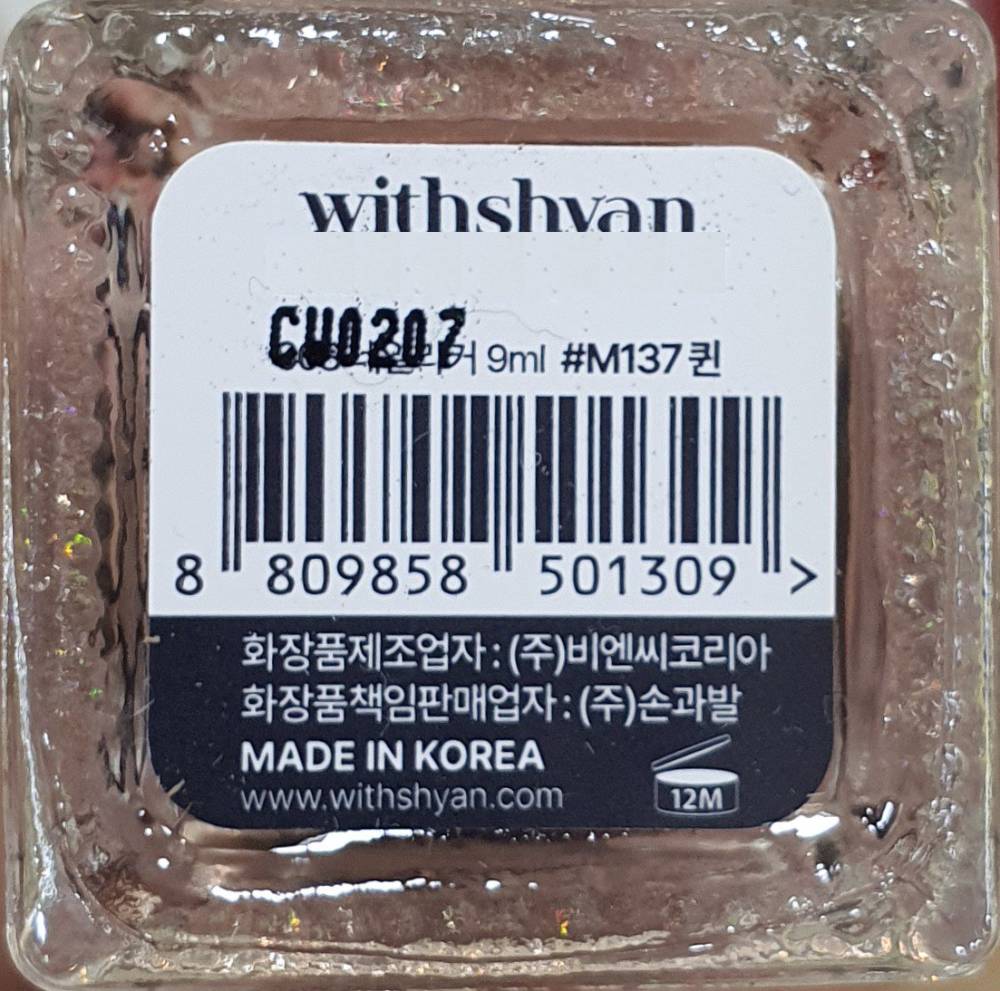 withshyan
CW0207
9ml #M137 퀸
8 809858 501309 >
화장품제조업자 : (주)비엔씨코리아
화장품책임판매업자 : (주)손과발
MADE IN KOREA
www.withshyan.com
12M